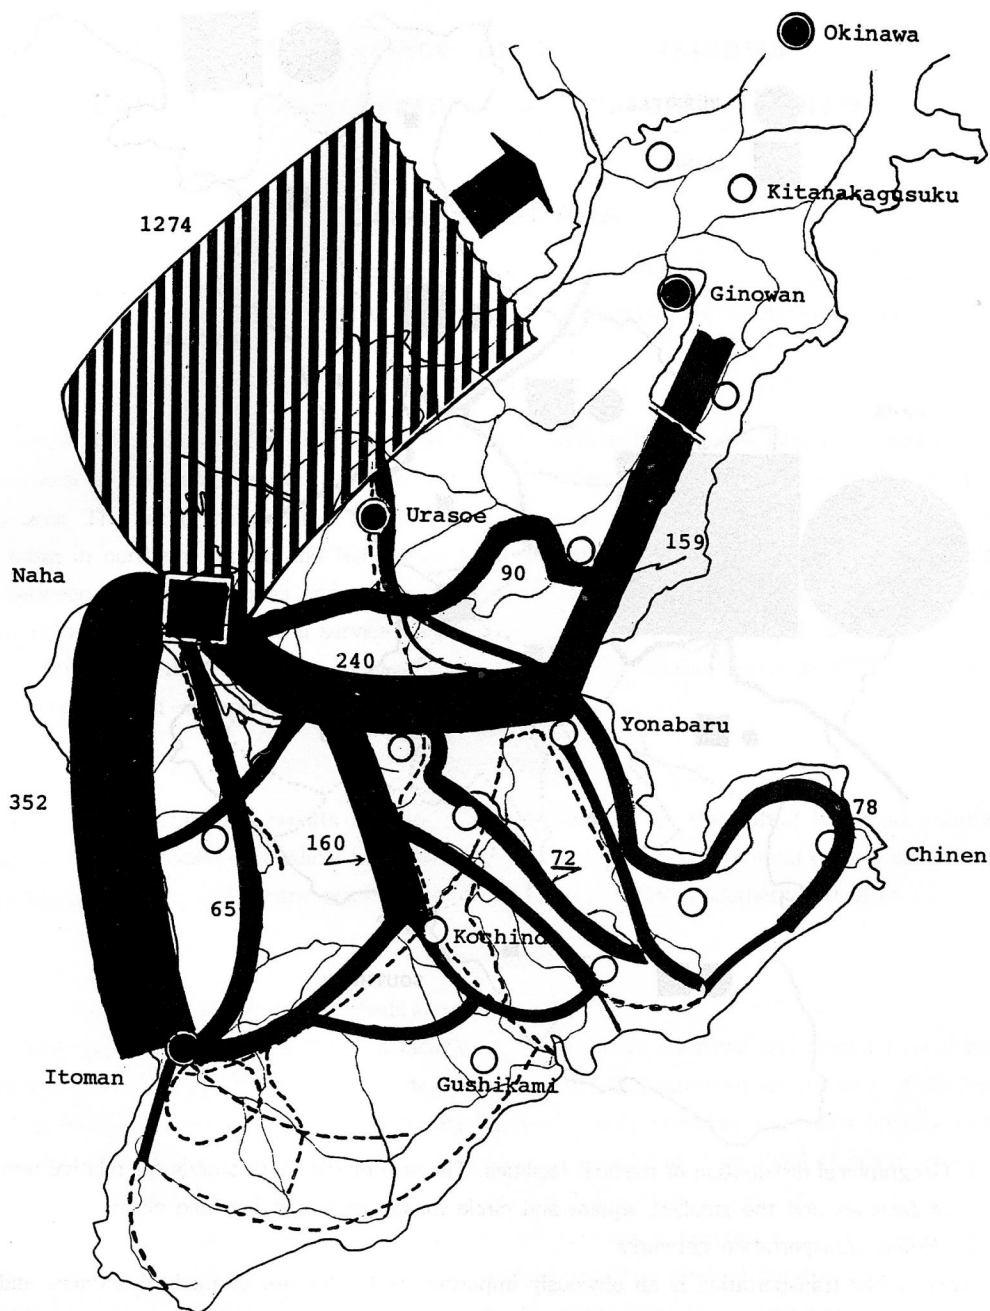 Okinawa
Kitanakagusuku
1274
Ginowan
Urasoe
159
Naha
90
240
Yonabaru
352
78
160
72
Chinen
65
Kochinda
Itoman
Gushikami